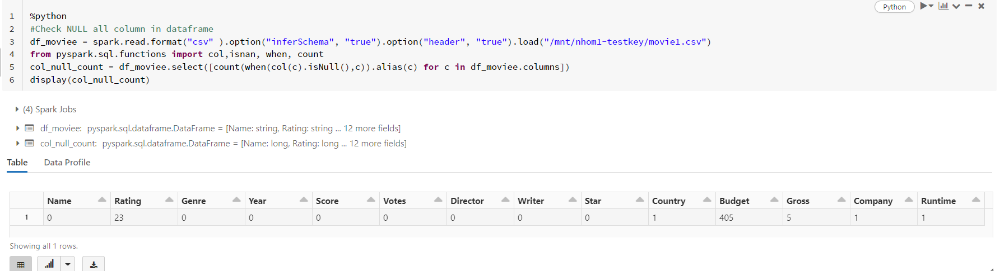 Python
1 %python
2 #Check NULL all column in dataframe
3 df_moviee = spark.read.format("csv" ).option("inferSchema", "true").option("header", "true").load("/mnt/nhom1-testkey/movie1.csv")
4 from pyspark.sql.functions import col,isnan, when, count
5 col_null_count = df_moviee.select([count(when(col(c).isNull(),c)).alias(c) for c in df_moviee.columns])
6 display(col_null_count)
(4) Spark Jobs
df_moviee: pyspark.sql.dataframe.DataFrame = [Name: string, Rating: string ... 12 more fields]
col_null_count: pyspark.sql.dataframe.DataFrame = [Name: long, Rating: long ... 12 more fields]
Table Data Profile
Name Rating Genre Year Score Votes Director Writer Star Country Budget Gross Company Runtime
1 0 23 0 0 0 0 0 0 0 1 405 5 1 1
Showing all 1 rows.